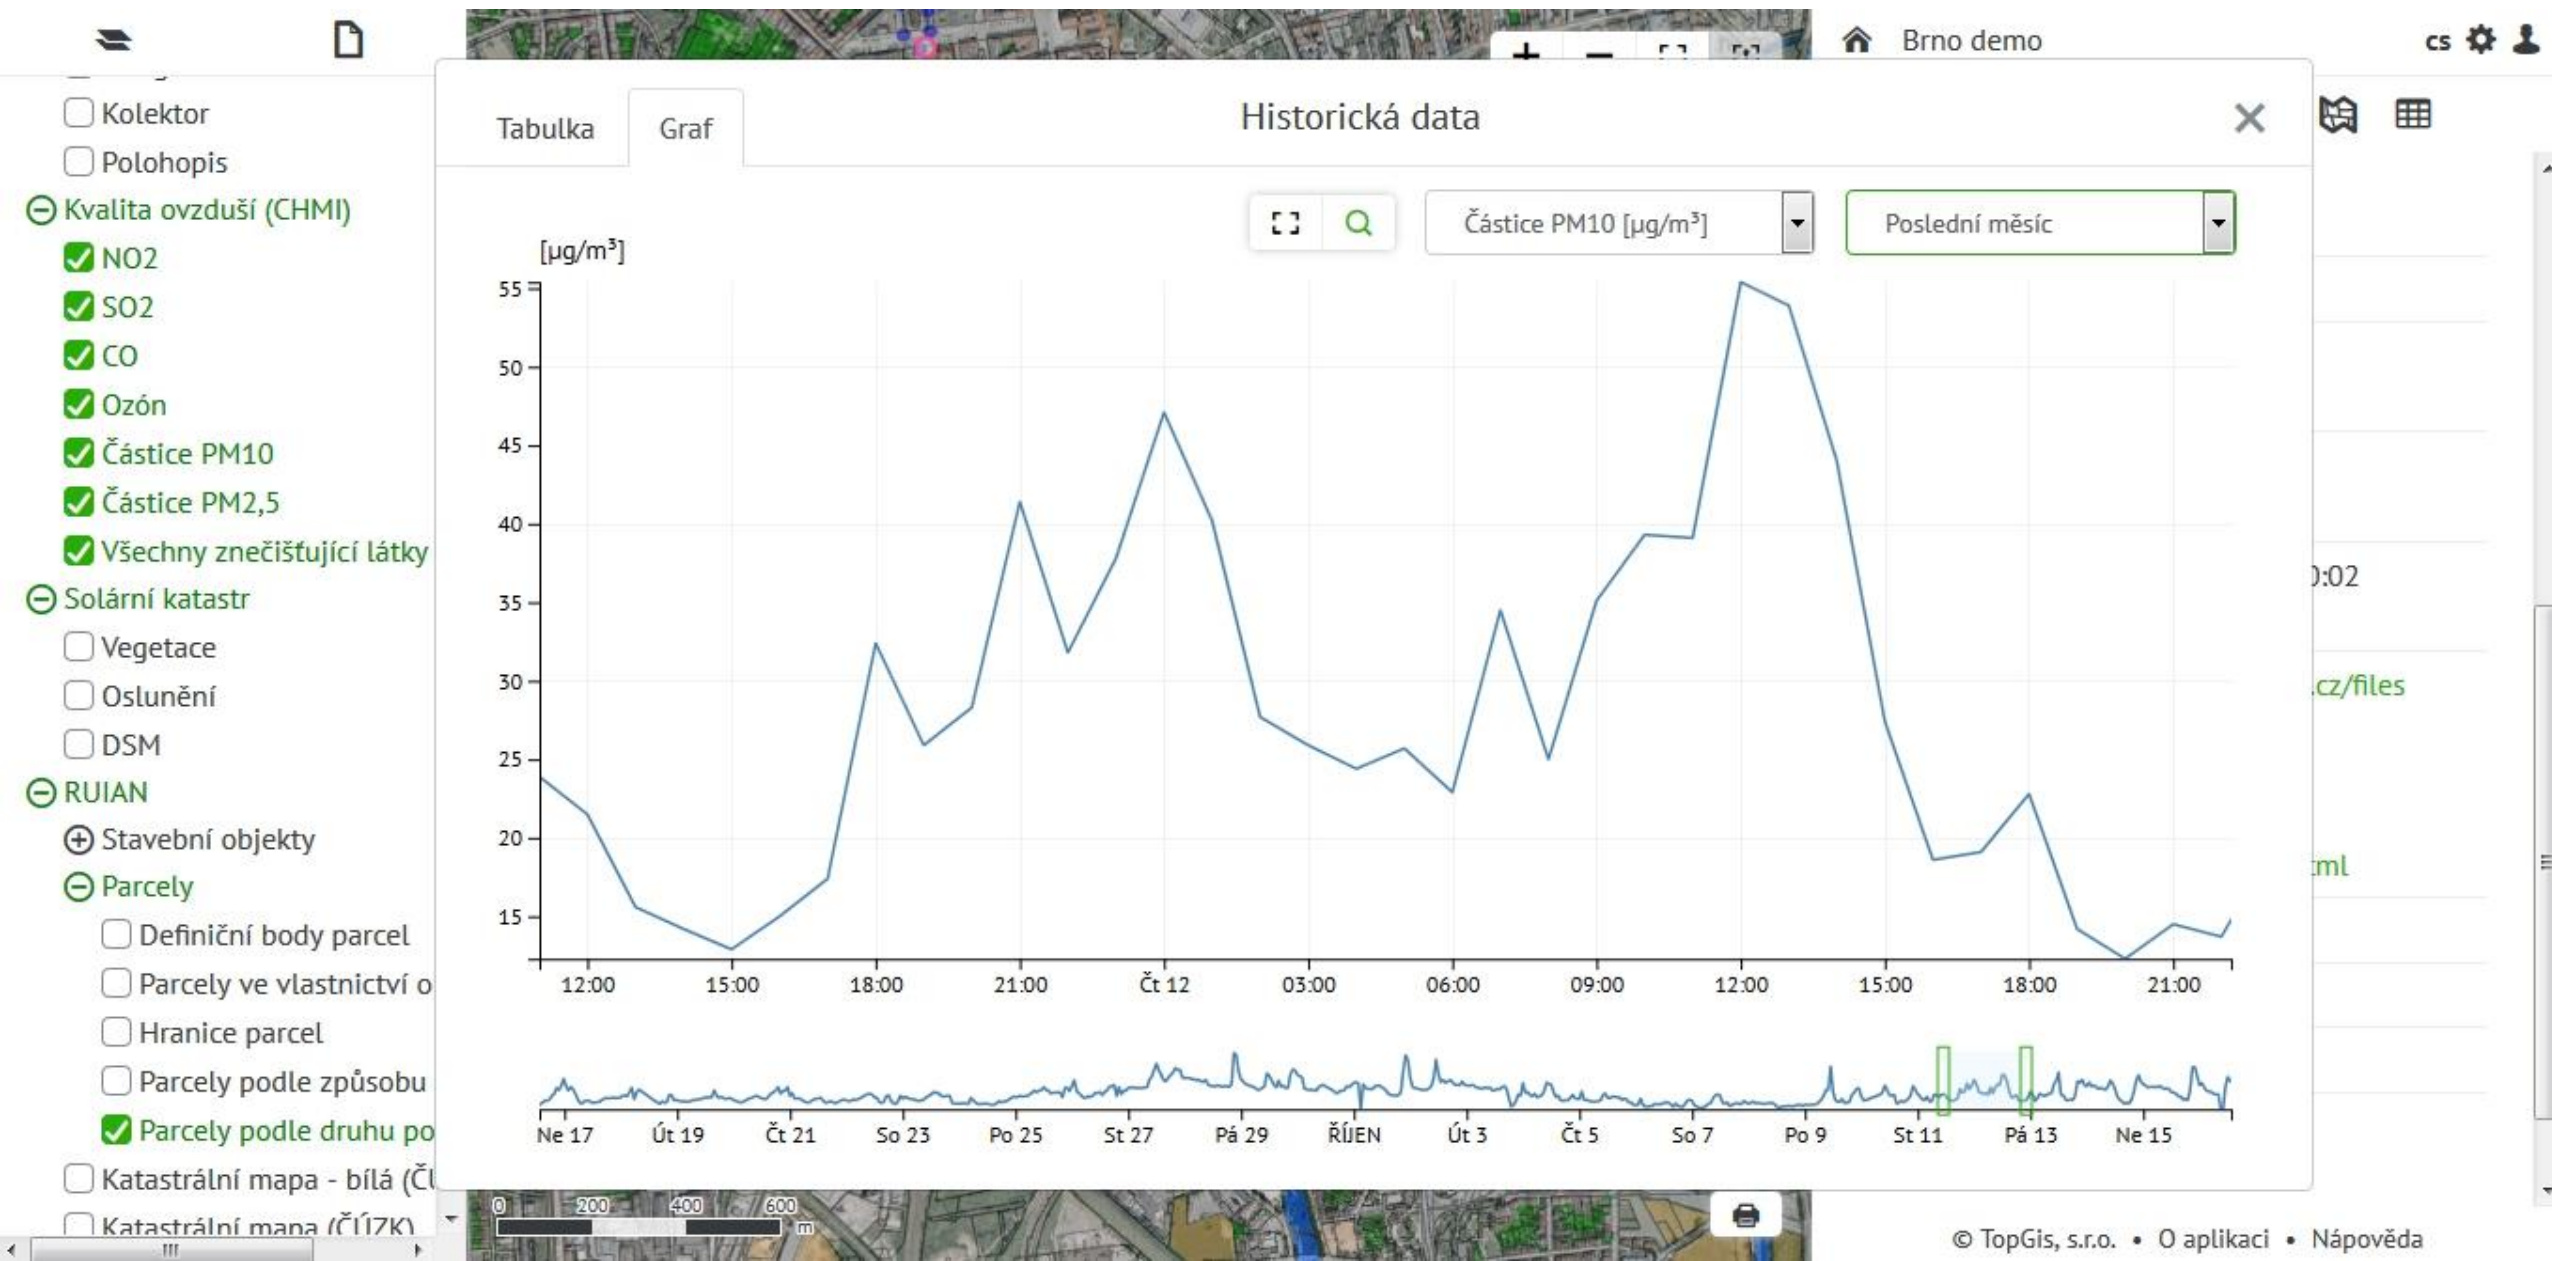 Brno demo
cs
Kolektor
Polohopis
Kvalita ovzduší (CHMI)
NO2
SO2
CO
Ozón
Částice PM10
Částice PM2,5
Všechny znečišťující látky
Solární katastr
Vegetace
Oslunění
DSM
RUIAN
Stavební objekty
Parcely
Definiční body parcel
Parcely ve vlastnictví o
Hranice parcel
Parcely podle způsobu
Parcely podle druhu po
Katastrální mapa - bílá (ČÚ
Katastrální mapa (ČÚZK)
Tabulka
Graf
Historická data
Částice PM10 [µg/m³]
Poslední měsíc
[µg/m³]
55
50
45
40
35
30
25
20
15
12:00 15:00 18:00 21:00 Čt 12 03:00 06:00 09:00 12:00 15:00 18:00 21:00
Ne 17 Út 19 Čt 21 So 23 Po 25 St 27 Pá 29 ŘÍJEN Út 3 Čt 5 So 7 Po 9 St 11 Pá 13 Ne 15
0:02
.cz/files
tml
0 200 400 600
m
© TopGis, s.r.o. • O aplikaci • Nápověda